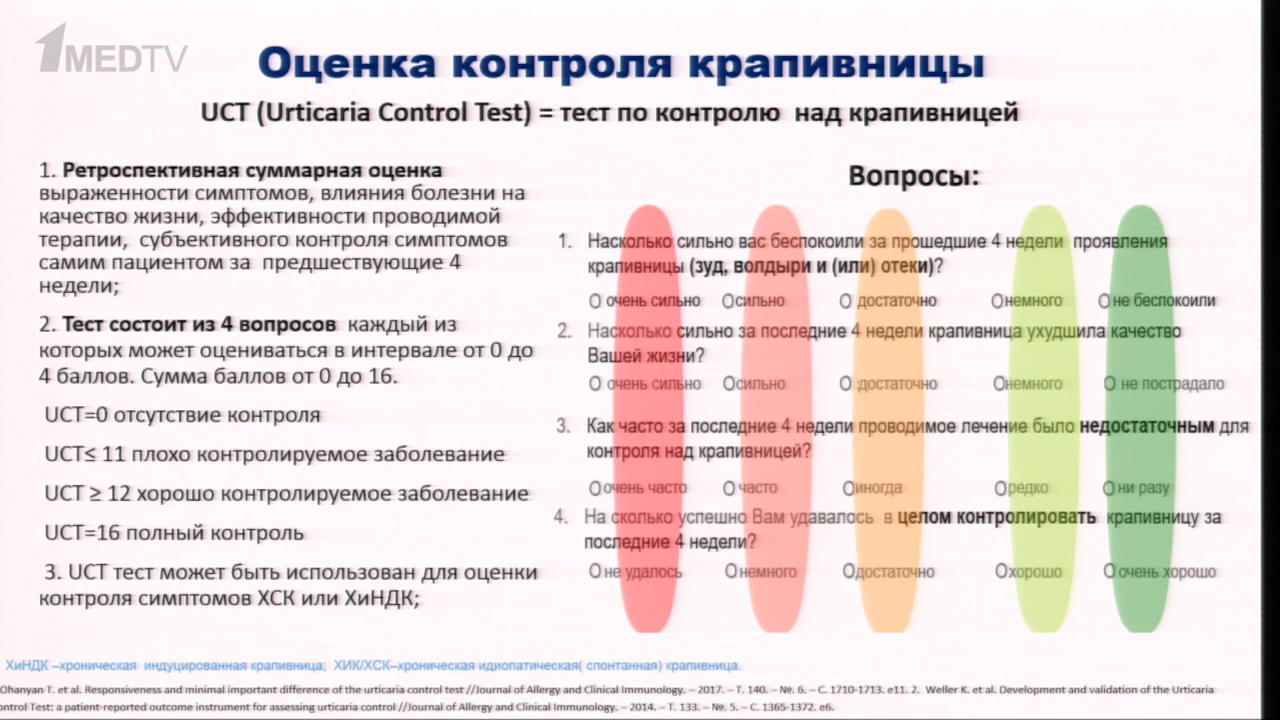 1MEDTV
Оценка контроля крапивницы
UCT (Urticaria Control Test) = тест по контролю над крапивницей
1. Ретроспективная суммарная оценка
выраженности симптомов, влияния болезни на
качество жизни, эффективности проводимой
терапии, субъективного контроля симптомов
самим пациентом за предшествующие 4
недели;
2. Тест состоит из 4 вопросов каждый из
которых может оцениваться в интервале от 0 до
4 баллов. Сумма баллов от 0 до 16.
UCT=0 отсутствие контроля
UCT≤ 11 плохо контролируемое заболевание
UCT ≥ 12 хорошо контролируемое заболевание
UCT=16 полный контроль
3. UCT тест может быть использован для оценки
контроля симптомов ХСК или ХиНДК;
Вопросы:
1. Насколько сильно вас беспокоили за прошедшие 4 недели проявления
крапивницы (зуд, волдыри и (или) отеки)?
О очень сильно Осильно О достаточно Онемного О не беспокоили
2. Насколько сильно за последние 4 недели крапивница ухудшила качество
Вашей жизни?
О очень сильно Осильно О достаточно Онемного О не пострадало
3. Как часто за последние 4 недели проводимое лечение было недостаточным для
контроля над крапивницей?
О очень часто О часто Оиногда Оредко О ни разу
4. На сколько успешно Вам удавалось в целом контролировать крапивницу за
последние 4 недели?
О не удалось Онемного Одостаточно Охорошо О очень хорошо
ХиНДК –хроническая индуцированная крапивница; ХИК/ХСК–хроническая идиопатическая( спонтанная) крапивница.
Ohanyan T. et al. Responsiveness and minimal important difference of the urticaria control test //Journal of Allergy and Clinical Immunology. – 2017. – Т. 140. – №. 6. – С. 1710-1713. e11. 2. Weller K. et al. Development and validation of the Urticaria
ontrol Test: a patient-reported outcome instrument for assessing urticaria control //Journal of Allergy and Clinical Immunology. – 2014. – Т. 133. – №. 5. – С. 1365-1372. e6.